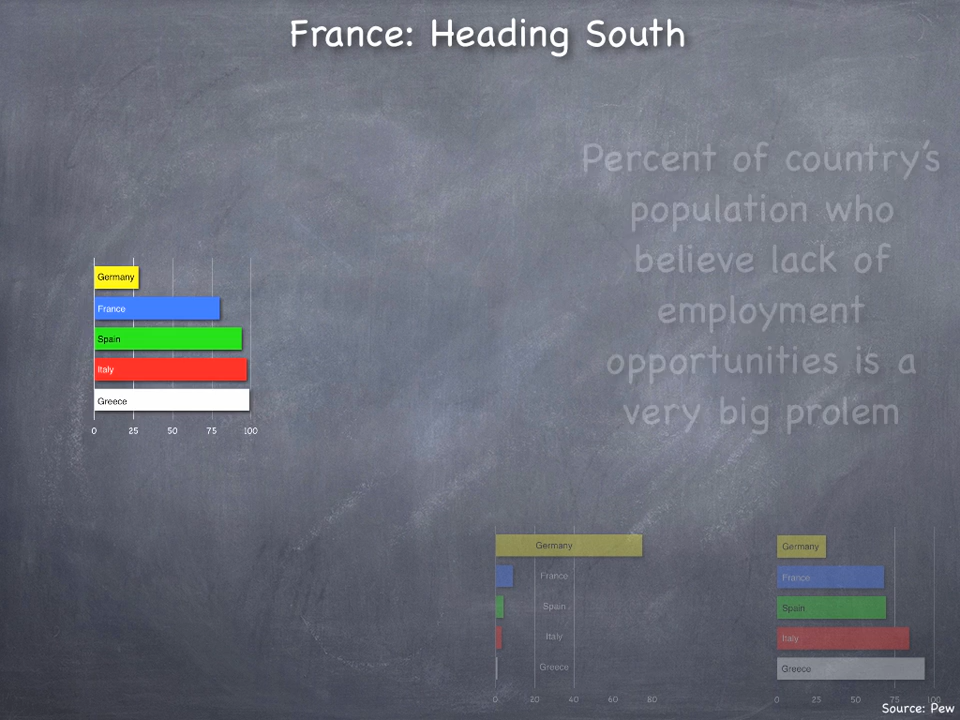 France: Heading South
Percent of country's
population who
believe lack of
employment
opportunities is a
very big prolem
Germany
France
Spain
Italy
Greece
0 25 50 75 100
Germany
France
Spain
Italy
Greece
0 20 40 60 80
Germany
France
Spain
Italy
Greece
0 25 50 75 100
Source: Pew